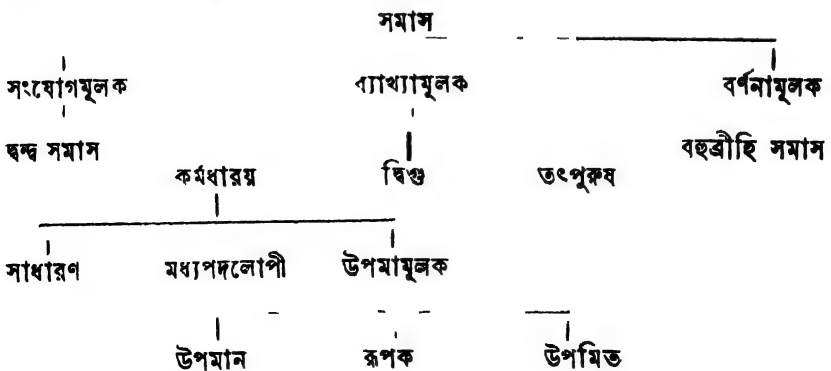 সমাস
সংযোগমূলক ব্যাখ্যামূলক বর্ণনামূলক
দ্বন্দ্ব সমাস বহুব্রীহি সমাস
কর্মধারয় দ্বিগু তৎপুরুষ
সাধারণ মধ্যপদলোপী উপমামূলক
উপমান রূপক উপমিত